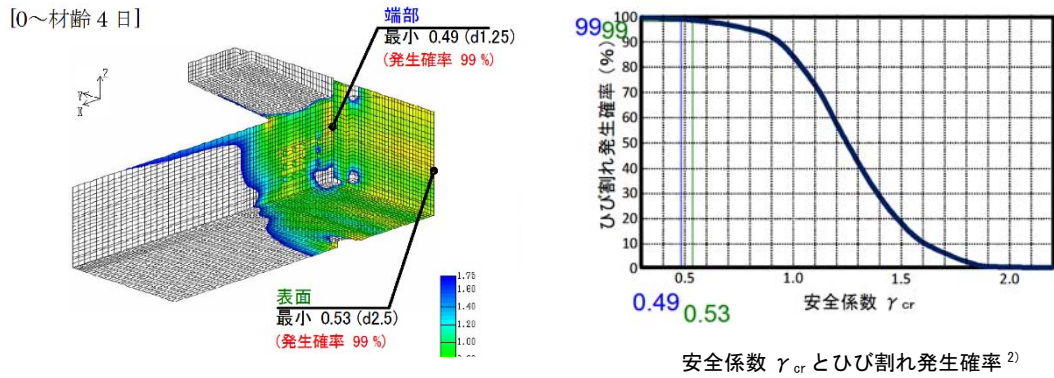 [0～材齢 4 日]
端部
最小 0.49 (d1.25)
(発生確率 99 %)
Z
Y
X
表面
最小 0.53 (d2.5)
(発生確率 99 %)
1.75
1.60
1.40
1.20
1.00
ひび割れ発生確率 (%)
9999
100
90
80
70
60
50
40
30
20
10
0
0.5
1.0
1.5
2.0
0.49
0.53
安全係数 γcr
安全係数 γcr とひび割れ発生確率 2)